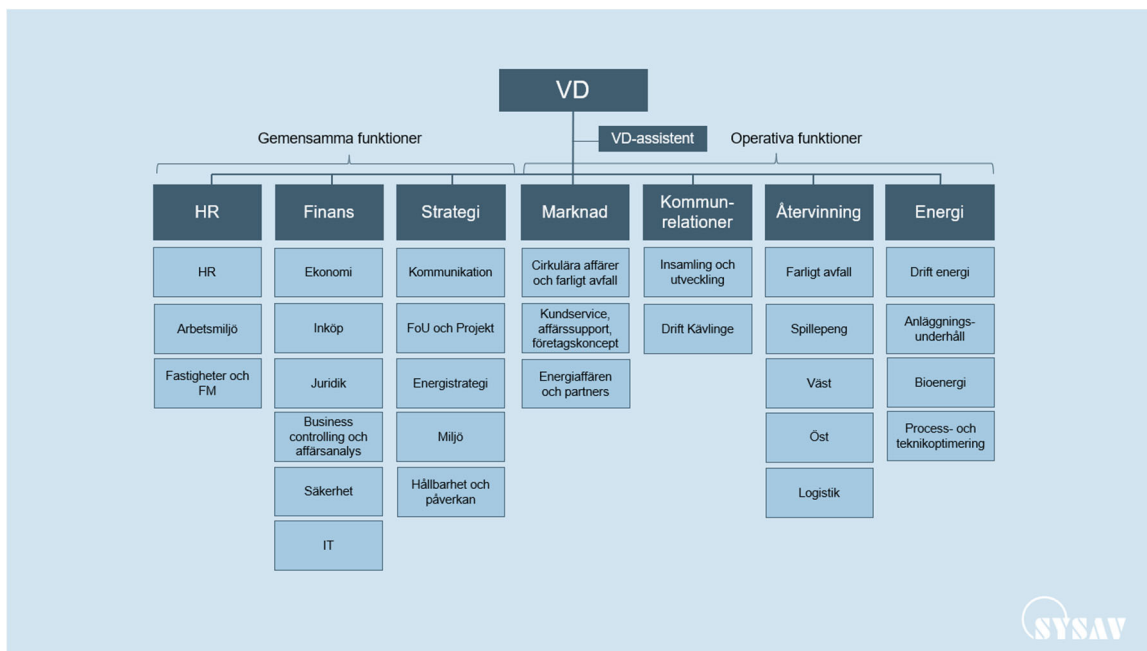 VD
VD-assistent
Gemensamma funktioner
Operativa funktioner
HR
Finans
Strategi
Marknad
Kommun-
relationer
Återvinning
Energi
HR
Arbetsmiljö
Fastigheter och
FM
Ekonomi
Inköp
Juridik
Business
controlling och
affärsanalys
Säkerhet
IT
Kommunikation
FoU och Projekt
Energistrategi
Miljö
Hållbarhet och
påverkan
Cirkulära affärer
och farligt avfall
Kundservice,
affärssupport,
företagskoncept
Energiaffären
och partners
Insamling och
utveckling
Drift Kävlinge
Farligt avfall
Spillepeng
Väst
Öst
Logistik
Drift energi
Anläggnings-
underhåll
Bioenergi
Process- och
teknikoptimering
SYSAV